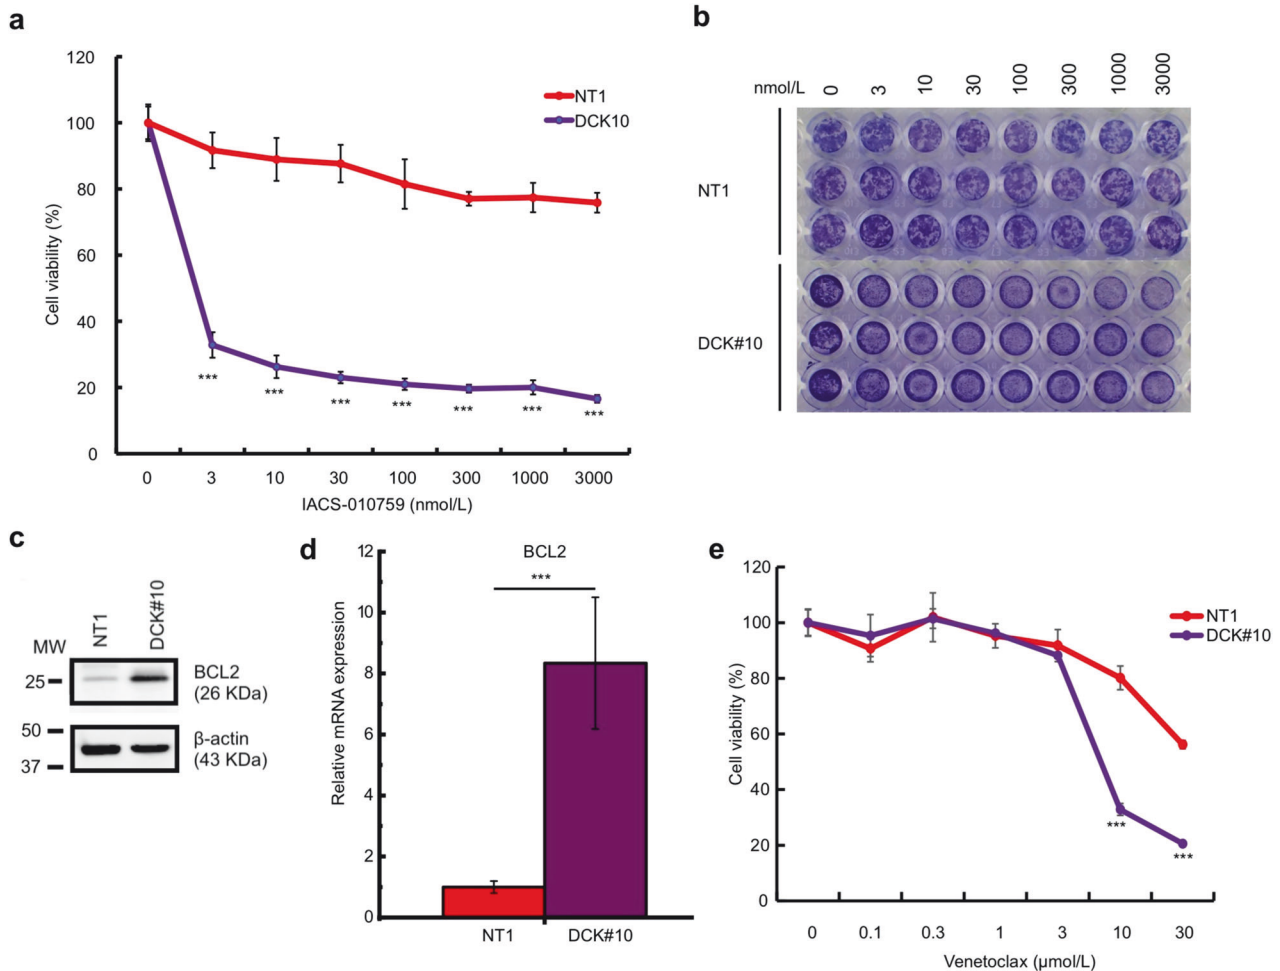 a
120
100
80
60
40
20
0
Cell viability (%)
NT1
DCK10
*** *** *** *** *** *** ***
0 3 10 30 100 300 1000 3000
IACS-010759 (nmol/L)
b
nmol/L 0 3 10 30 100 300 1000 3000
NT1
DCK#10
c
NT1 DCK#10
MW
25
BCL2
(26 KDa)
50
37
β-actin
(43 KDa)
d
BCL2
***
12
10
8
6
4
2
0
Relative mRNA expression
NT1 DCK#10
e
120
100
80
60
40
20
0
Cell viability (%)
NT1
DCK#10
***
***
0 0.1 0.3 1 3 10 30
Venetoclax (µmol/L)